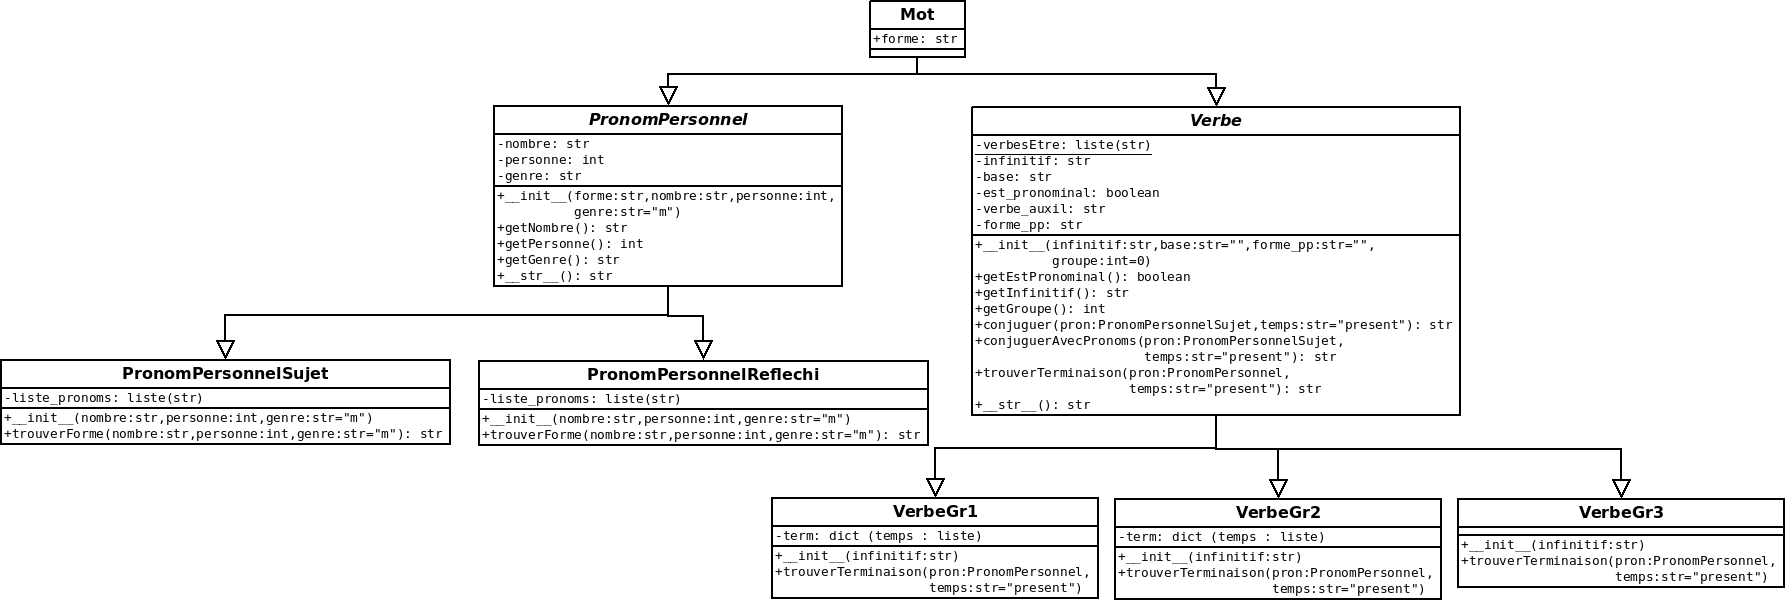 Mot
+forme: str
PronomPersonnel
-nombre: str
-personne: int
-genre: str
+__init__(forme:str,nombre:str,personne:int,
genre:str="m")
+getNombre(): str
+getPersonne(): int
+getGenre(): str
+__str__(): str
Verbe
-verbesEtre: liste(str)
-infinitif: str
-base: str
-est_pronominal: boolean
-verbe_auxil: str
-forme_pp: str
+__init__(infinitif:str,base:str="",forme_pp:str="",
groupe:int=0)
+getEstPronominal(): boolean
+getInfinitif(): str
+getGroupe(): int
+conjuguer(pron:PronomPersonnelSujet,temps:str="present"): str
+conjuguerAvecPronoms(pron:PronomPersonnelSujet,
temps:str="present"): str
+trouverTerminaison(pron:PronomPersonnel,
temps:str="present"): str
+__str__(): str
PronomPersonnelSujet
-liste_pronoms: liste(str)
+__init__(nombre:str,personne:int,genre:str="m")
+trouverForme(nombre:str,personne:int,genre:str="m"): str
PronomPersonnelReflechi
-liste_pronoms: liste(str)
+__init__(nombre:str,personne:int,genre:str="m")
+trouverForme(nombre:str,personne:int,genre:str="m"): str
VerbeGr1
-term: dict (temps : liste)
+__init__(infinitif:str)
+trouverTerminaison(pron:PronomPersonnel,
temps:str="present")
VerbeGr2
-term: dict (temps : liste)
+__init__(infinitif:str)
+trouverTerminaison(pron:PronomPersonnel,
temps:str="present")
VerbeGr3
+__init__(infinitif:str)
+trouverTerminaison(pron:PronomPersonnel,
temps:str="present")